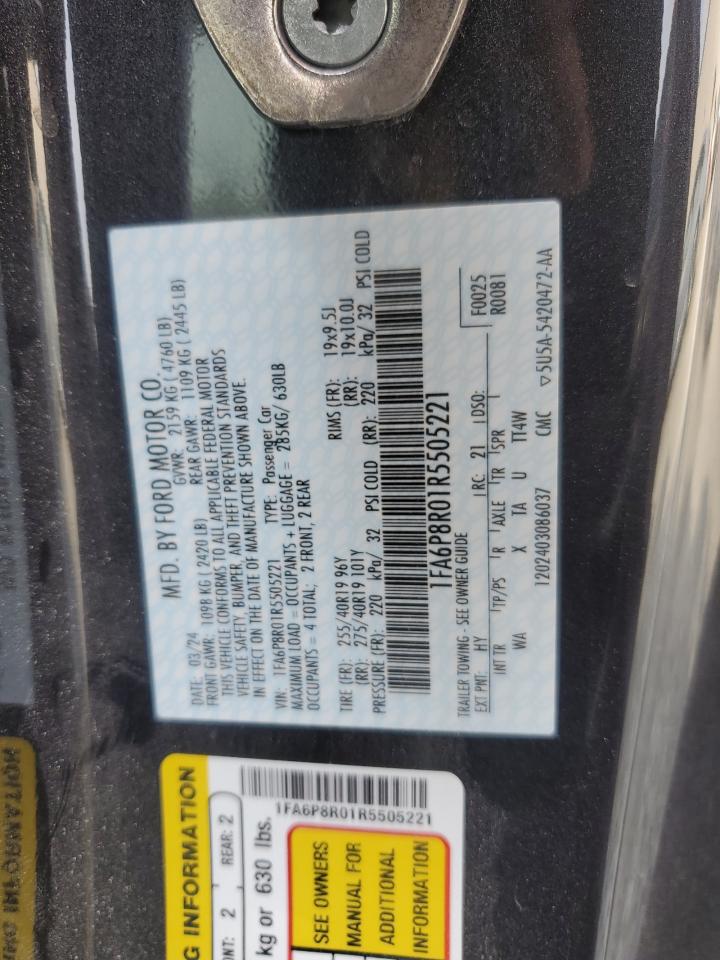 MFD. BY FORD MOTOR CO.
DATE: 03/24 GVWR: 2159 KG ( 4760 LB)
FRONT GAWR: 1098 KG ( 2420 LB) REAR GAWR: 1109 KG ( 2445 LB)
THIS VEHICLE CONFORMS TO ALL APPLICABLE FEDERAL MOTOR
VEHICLE SAFETY, BUMPER, AND THEFT PREVENTION STANDARDS
IN EFFECT ON THE DATE OF MANUFACTURE SHOWN ABOVE.
VIN: 1FA6P8R01R5505221 TYPE: Passenger Car
MAXIMUM LOAD = OCCUPANTS + LUGGAGE = 285KG/ 630LB
OCCUPANTS = 4 TOTAL; 2 FRONT, 2 REAR
TIRE (FR): 255/40R19 96Y RIMS (FR): 19x9.5J
(RR): 275/40R19 101Y (RR): 19x10.0J
PRESSURE (FR): 220 kPa/ 32 PSI COLD (RR): 220 kPa/ 32 PSI COLD
1FA6P8R01R5505221
TRAILER TOWING - SEE OWNER GUIDE
EXT PNT: HY RC: 21 DSO: F0025
INT TR TP/PS R AXLE TR SPR R0081
WA X TA U TT4W
1202403086037 CMC ▽5U5A-5420472-AA
G INFORMATION
NT: 2 REAR: 2
kg or 630 lbs.
1FA6P8R01R5505221
SEE OWNERS
MANUAL FOR
ADDITIONAL
INFORMATION